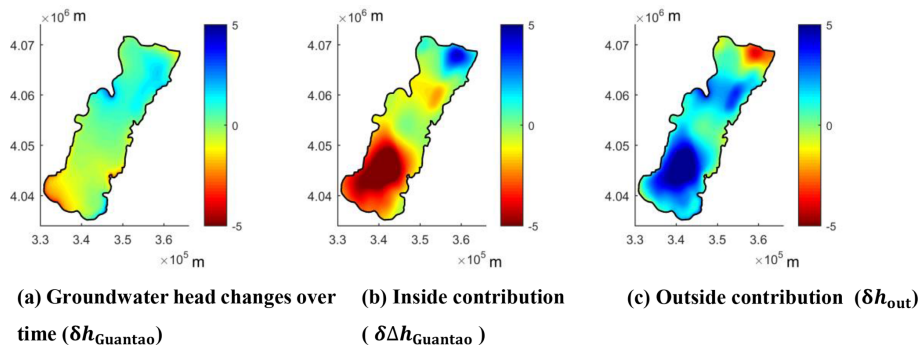 ×10⁶ m
4.07
4.06
4.05
4.04
3.3 3.4 3.5 3.6
×10⁵ m
5
0
-5
×10⁶ m
4.07
4.06
4.05
4.04
3.3 3.4 3.5 3.6
×10⁵ m
5
0
-5
×10⁶ m
4.07
4.06
4.05
4.04
3.3 3.4 3.5 3.6
×10⁵ m
5
0
-5
(a) Groundwater head changes over
time (δh_Guantao)
(b) Inside contribution
( δΔh_Guantao )
(c) Outside contribution (δh_out)